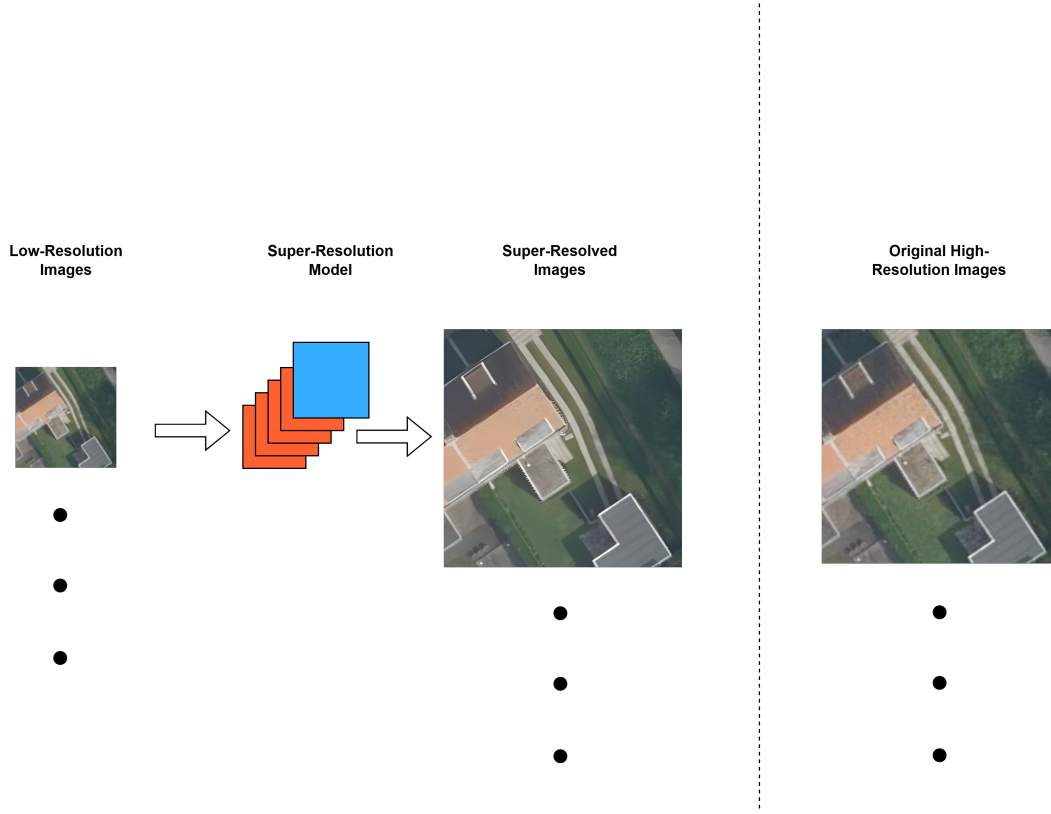 Low-Resolution
Images
Super-Resolution
Model
Super-Resolved
Images
Original High-
Resolution Images